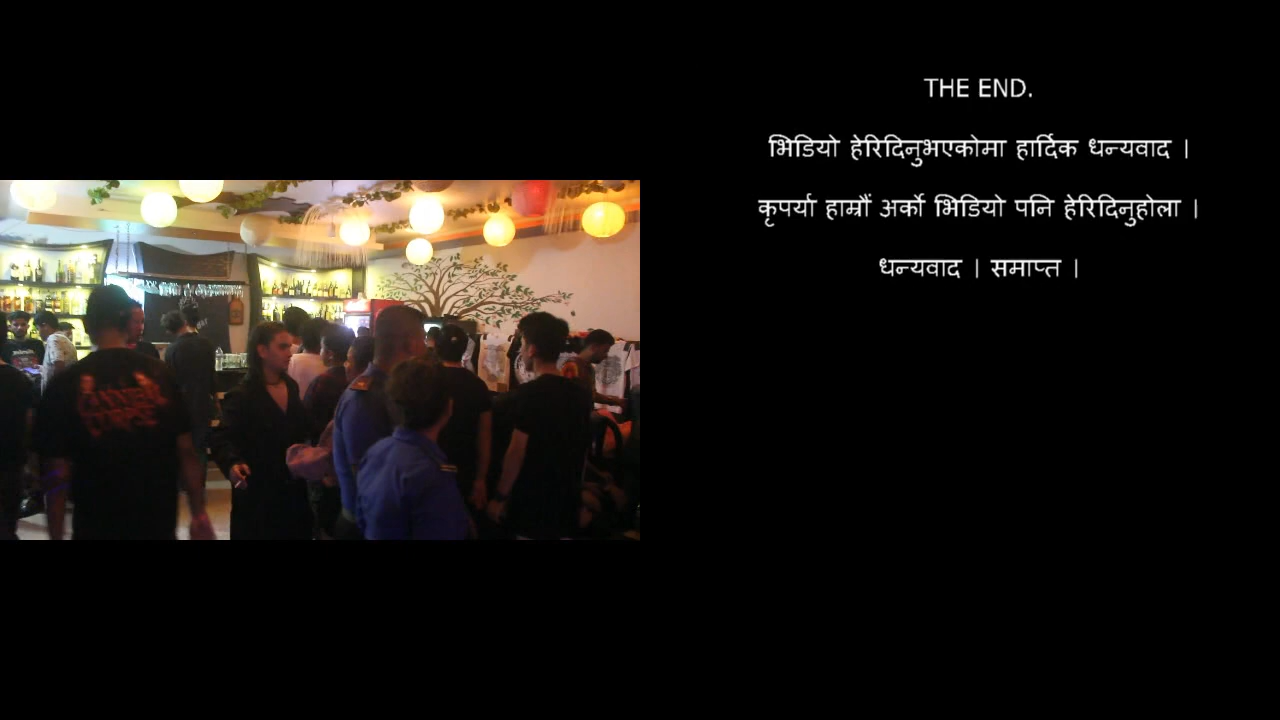 THE END.
भिडियो हेरिदिनुभएकोमा हार्दिक धन्यवाद |
कृपर्या हाम्रौं अर्को भिडियो पनि हेरिदिनुहोला |
धन्यवाद | समाप्त |